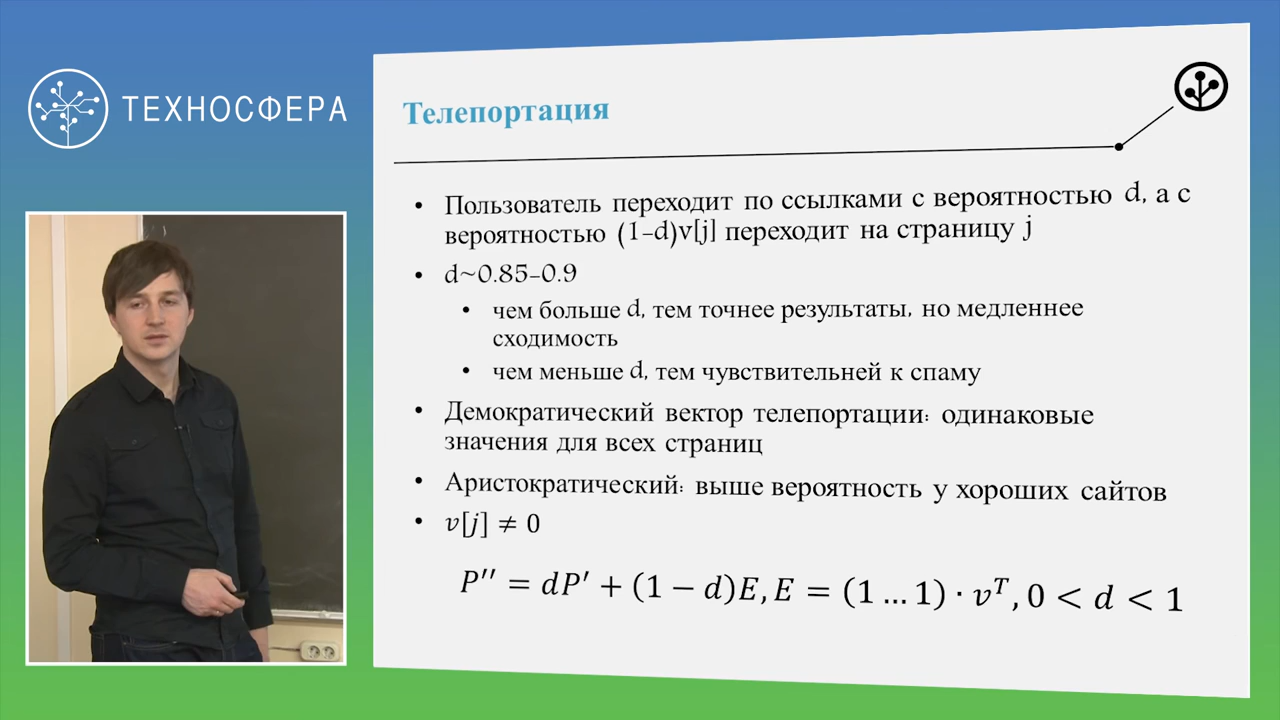 ТЕХНОСФЕРА
Телепортация
• Пользователь переходит по ссылками с вероятностью d, а с
вероятностью (1-d)v[j] переходит на страницу j
• d~0.85-0.9
• чем больше d, тем точнее результаты, но медленнее
сходимость
• чем меньше d, тем чувствительней к спаму
• Демократический вектор телепортации: одинаковые
значения для всех страниц
• Аристократический: выше вероятность у хороших сайтов
• v[j] ≠ 0
P′′ = dP′ + (1 − d)E, E = (1 … 1) · vᵀ, 0 < d < 1